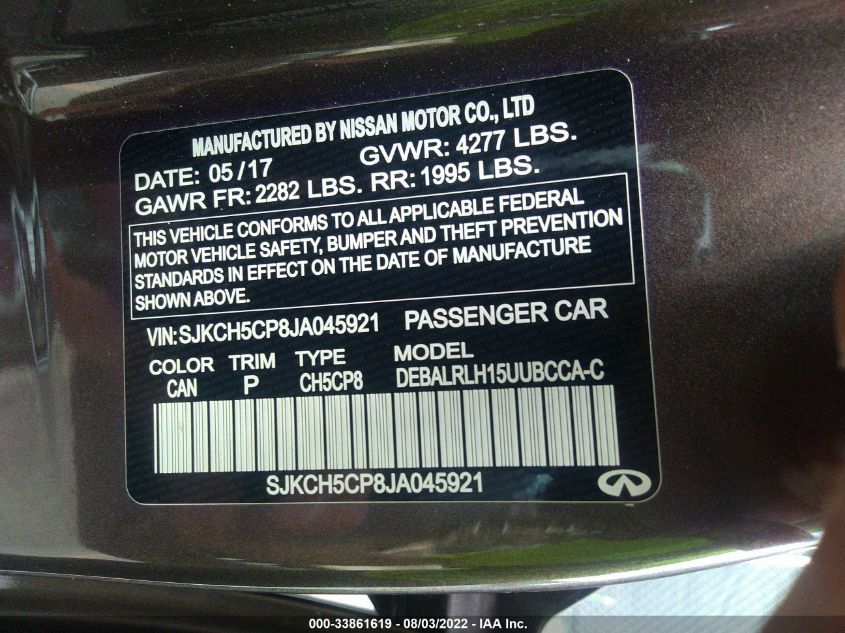 MANUFACTURED BY NISSAN MOTOR CO., LTD
DATE: 05 /17 GVWR: 4277 LBS.
GAWR FR: 2282 LBS. RR: 1995 LBS.
THIS VEHICLE CONFORMS TO ALL APPLICABLE FEDERAL
MOTOR VEHICLE SAFETY, BUMPER AND THEFT PREVENTION
STANDARDS IN EFFECT ON THE DATE OF MANUFACTURE
SHOWN ABOVE.
VIN: SJKCH5CP8JA045921 PASSENGER CAR
COLOR TRIM TYPE MODEL
CAN P CH5CP8 DEBALRLH15UUBCCA-C
SJKCH5CP8JA045921
000-33861619 - 08/03/2022 - IAA Inc.